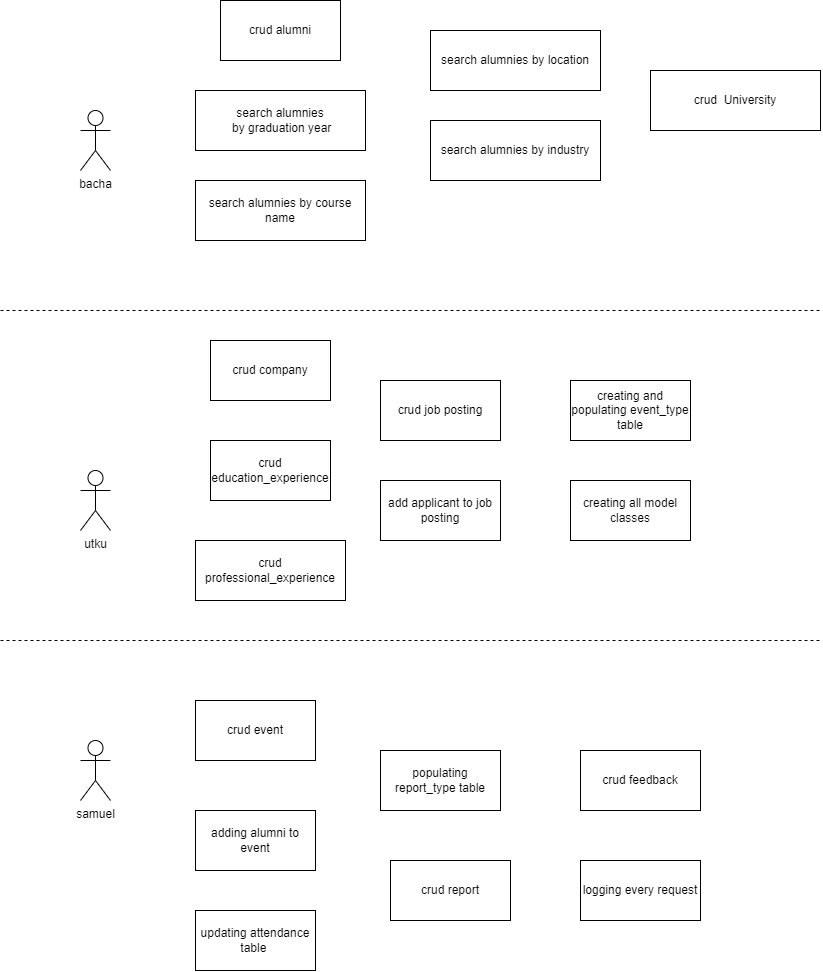 crud alumni
search alumnies by location
crud University
search alumnies
by graduation year
search alumnies by industry
bacha
search alumnies by course
name
crud company
crud job posting
creating and
populating event_type
table
crud
education_experience
add applicant to job
posting
creating all model
classes
utku
crud
professional_experience
crud event
populating
report_type table
crud feedback
samuel
adding alumni to
event
crud report
logging every request
updating attendance
table